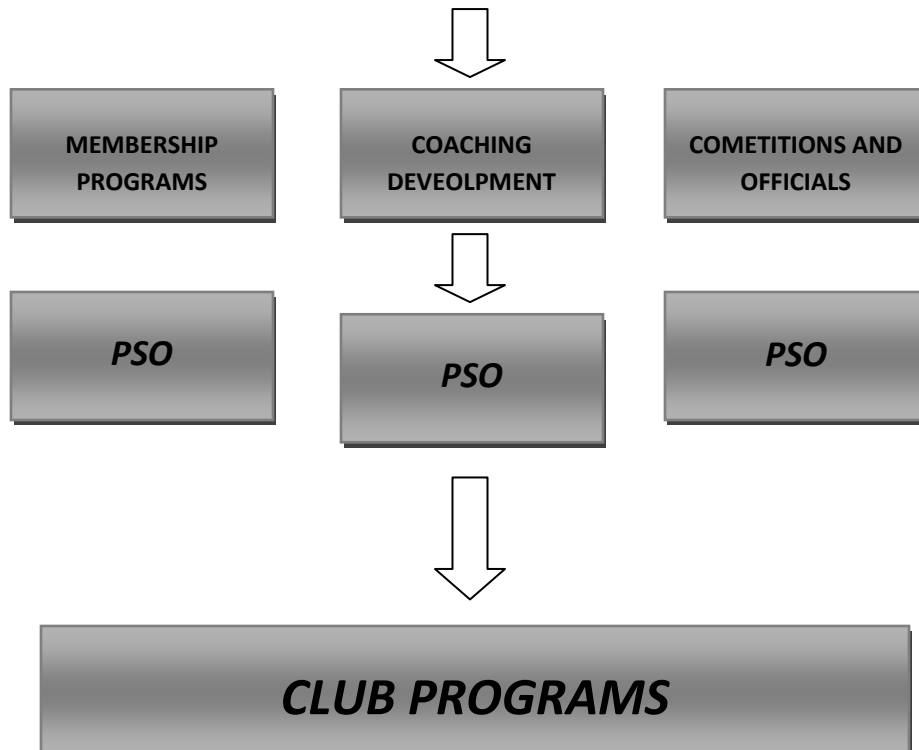 MEMBERSHIP
PROGRAMS
COACHING
DEVEOLPMENT
COMETITIONS AND
OFFICIALS
PSO
PSO
PSO
CLUB PROGRAMS